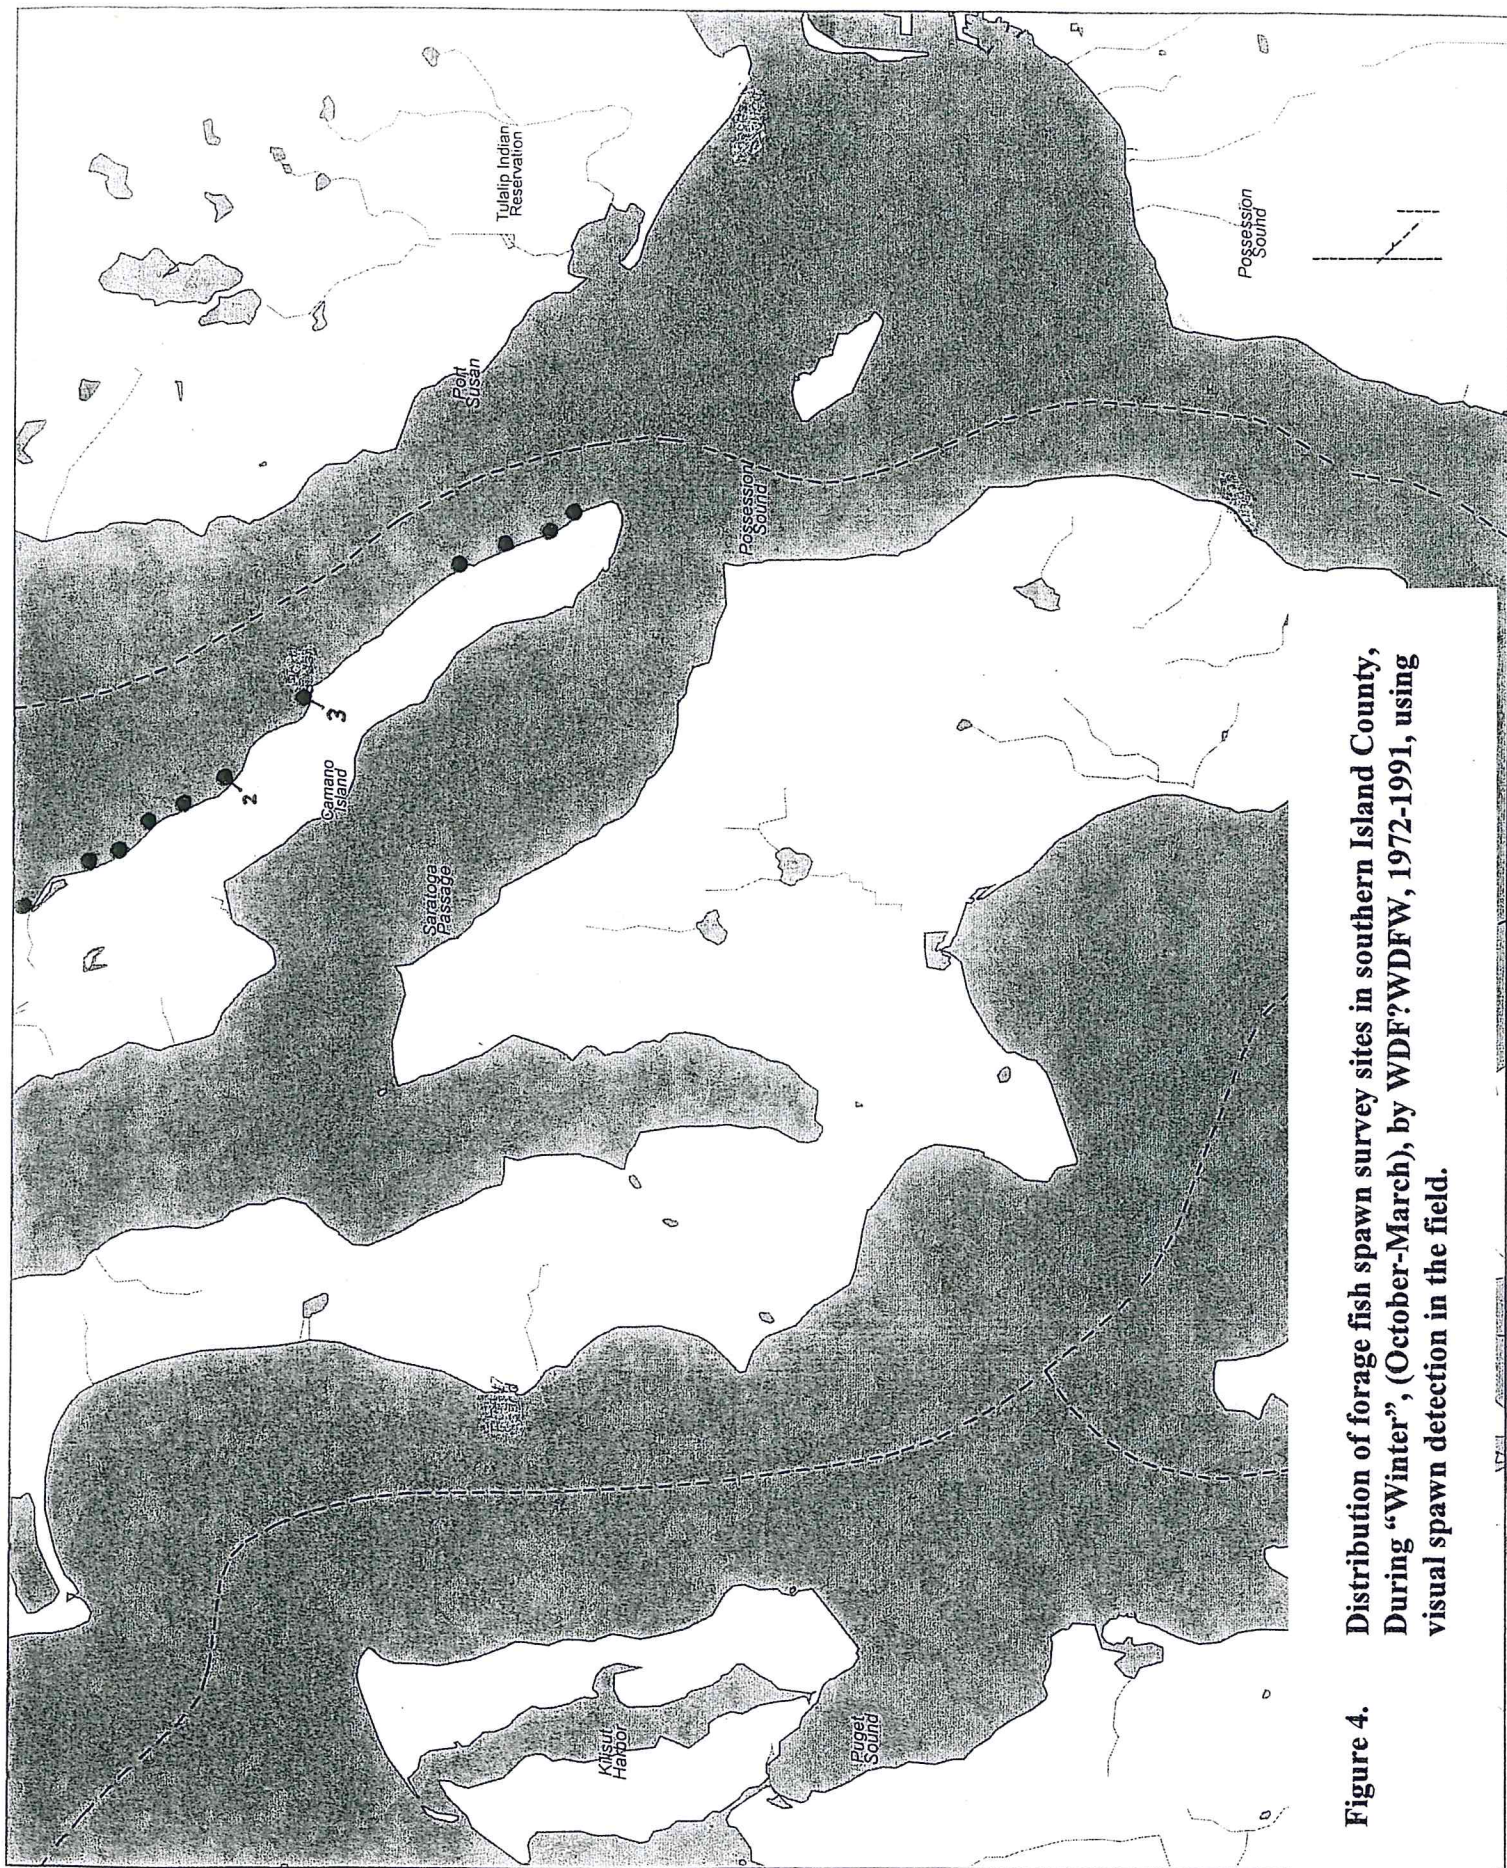 Tulalip Indian
Reservation
Port
Susan
Possession
Sound
Possession
Sound
3
2
Camano
Island
Saratoga
Passage
Kilisut
Harbor
Puget
Sound
Figure 4. Distribution of forage fish spawn survey sites in southern Island County,
During “Winter”, (October-March), by WDF?WDFW, 1972-1991, using
visual spawn detection in the field.